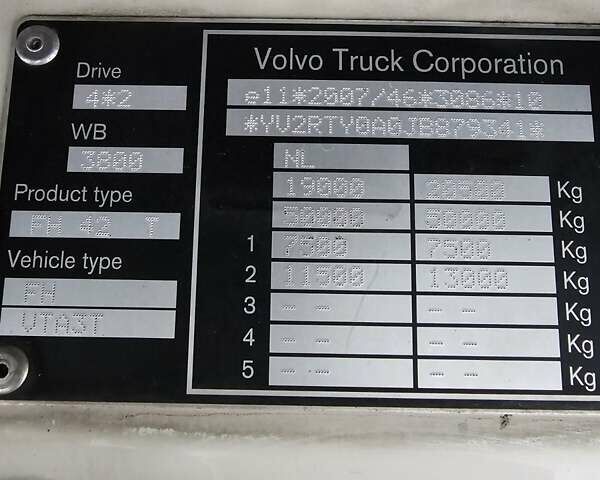 Volvo Truck Corporation
Drive
4*2
WB
3800
Product type
FH 42 T
Vehicle type
FH
VTA3T
e11*2007/46*3086*10
*YV2RTY0A0JB879341*
NL
19000 20500 Kg
50000 50000 Kg
1 7500 7500 Kg
2 11500 13000 Kg
3 -- -- Kg
4 -- -- Kg
5 -- -- Kg